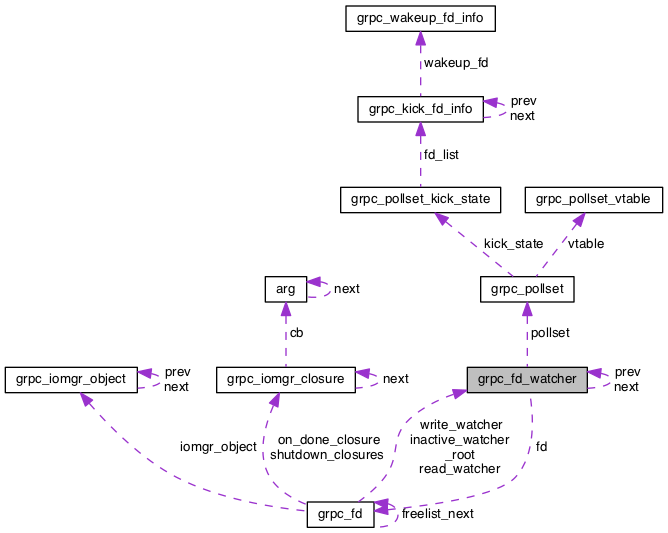 grpc_wakeup_fd_info
wakeup_fd
grpc_kick_fd_info
prev
next
fd_list
grpc_pollset_kick_state
grpc_pollset_vtable
kick_state
vtable
arg
next
grpc_pollset
cb
pollset
grpc_iomgr_object
prev
next
grpc_iomgr_closure
next
grpc_fd_watcher
prev
next
iomgr_object
on_done_closure
shutdown_closures
write_watcher
inactive_watcher
_root
read_watcher
fd
grpc_fd
freelist_next